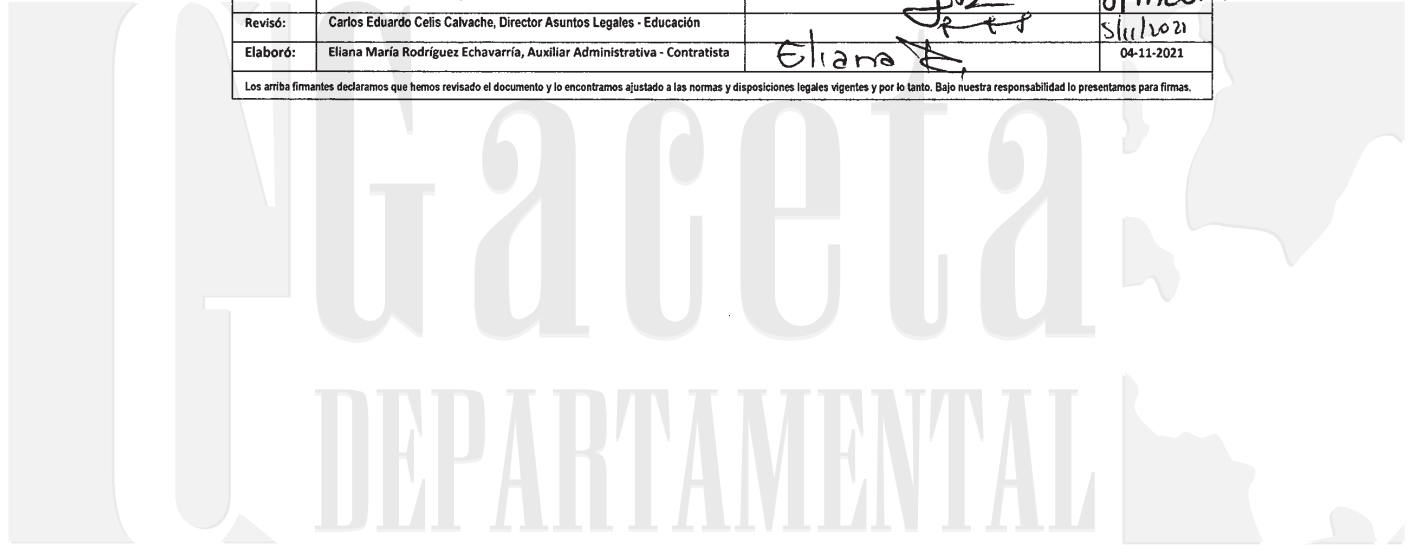 Revisó: Carlos Eduardo Celis Calvache, Director Asuntos Legales - Educación 5/11/2021
Elaboró: Eliana María Rodríguez Echavarría, Auxiliar Administrativa - Contratista Eliana 04-11-2021
Los arriba firmantes declaramos que hemos revisado el documento y lo encontramos ajustado a las normas y disposiciones legales vigentes y por lo tanto. Bajo nuestra responsabilidad lo presentamos para firmas.
Gaceta
DEPARTAMENTAL